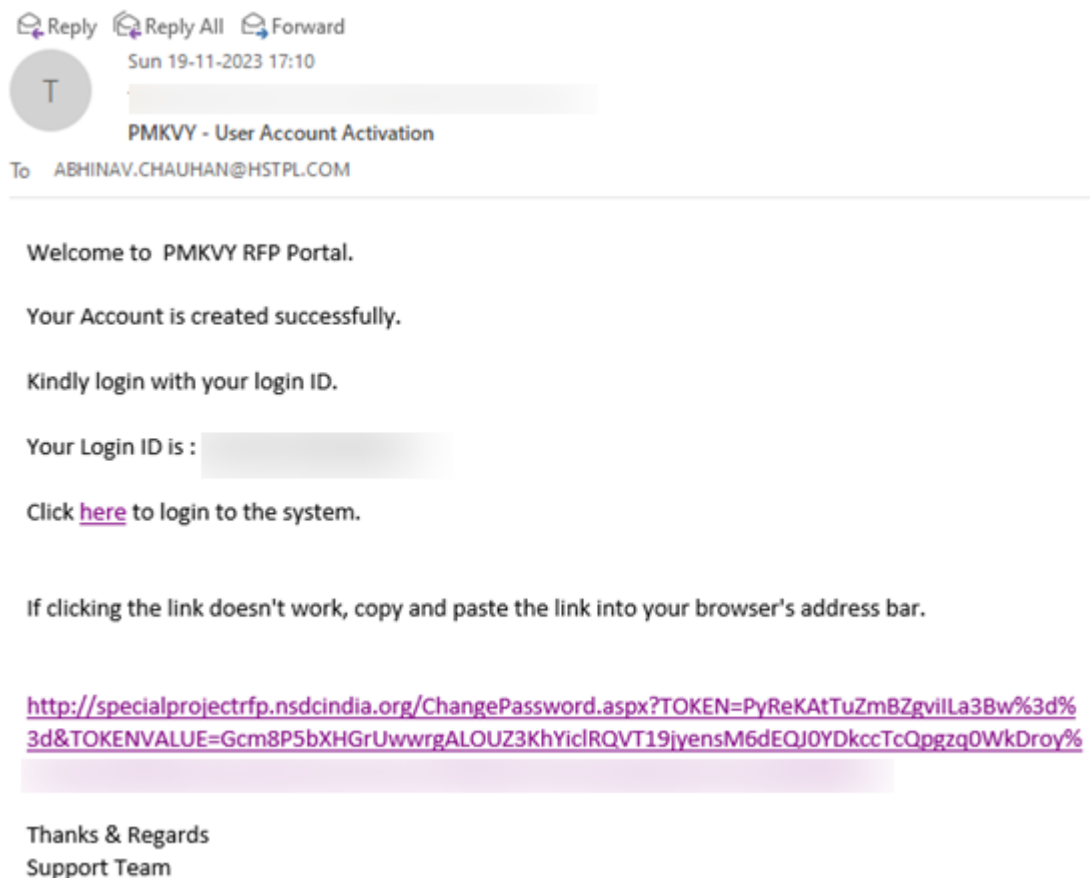 Reply Reply All Forward
Sun 19-11-2023 17:10
T
PMKVY - User Account Activation
To ABHINAV.CHAUHAN@HSTPL.COM
Welcome to PMKVY RFP Portal.
Your Account is created successfully.
Kindly login with your login ID.
Your Login ID is :
Click here to login to the system.
If clicking the link doesn't work, copy and paste the link into your browser's address bar.
http://specialprojectrfp.nsdcindia.org/ChangePassword.aspx?TOKEN=PyReKAtTuZmBZgviILa3Bw%3d%
3d&TOKENVALUE=Gcm8P5bXHGrUwwrgALOUZ3KhYiclRQVT19jyensM6dEQJ0YDkccTcQpgzq0WkDroy%
Thanks & Regards
Support Team